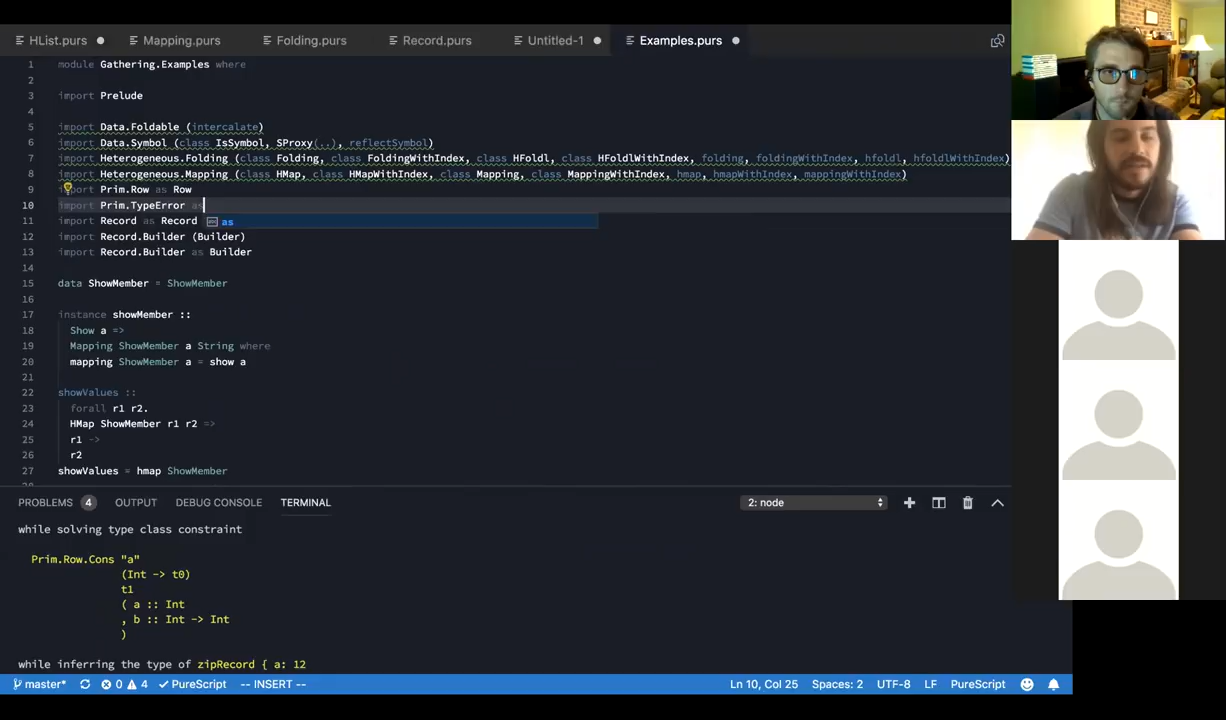 HList.purs Mapping.purs Folding.purs Record.purs Untitled-1 Examples.purs
1 module Gathering.Examples where
2
3 import Prelude
4
5 import Data.Foldable (intercalate)
6 import Data.Symbol (class IsSymbol, SProxy(..), reflectSymbol)
7 import Heterogeneous.Folding (class Folding, class FoldingWithIndex, class HFoldl, class HFoldlWithIndex, folding, foldingWithIndex, hfoldl, hfoldlWithIndex)
8 import Heterogeneous.Mapping (class HMap, class HMapWithIndex, class Mapping, class MappingWithIndex, hmap, hmapWithIndex, mappingWithIndex)
9 import Prim.Row as Row
10 import Prim.TypeError as
11 import Record as Record abc as
12 import Record.Builder (Builder)
13 import Record.Builder as Builder
14
15 data ShowMember = ShowMember
16
17 instance showMember ::
18 Show a =>
19 Mapping ShowMember a String where
20 mapping ShowMember a = show a
21
22 showValues ::
23 forall r1 r2.
24 HMap ShowMember r1 r2 =>
25 r1 ->
26 r2
27 showValues = hmap ShowMember
PROBLEMS 4 OUTPUT DEBUG CONSOLE TERMINAL 2: node
while solving type class constraint
Prim.Row.Cons "a"
(Int -> t0)
t1
( a :: Int
, b :: Int -> Int
)
while inferring the type of zipRecord { a: 12
master* 0 4 PureScript -- INSERT -- Ln 10, Col 25 Spaces: 2 UTF-8 LF PureScript